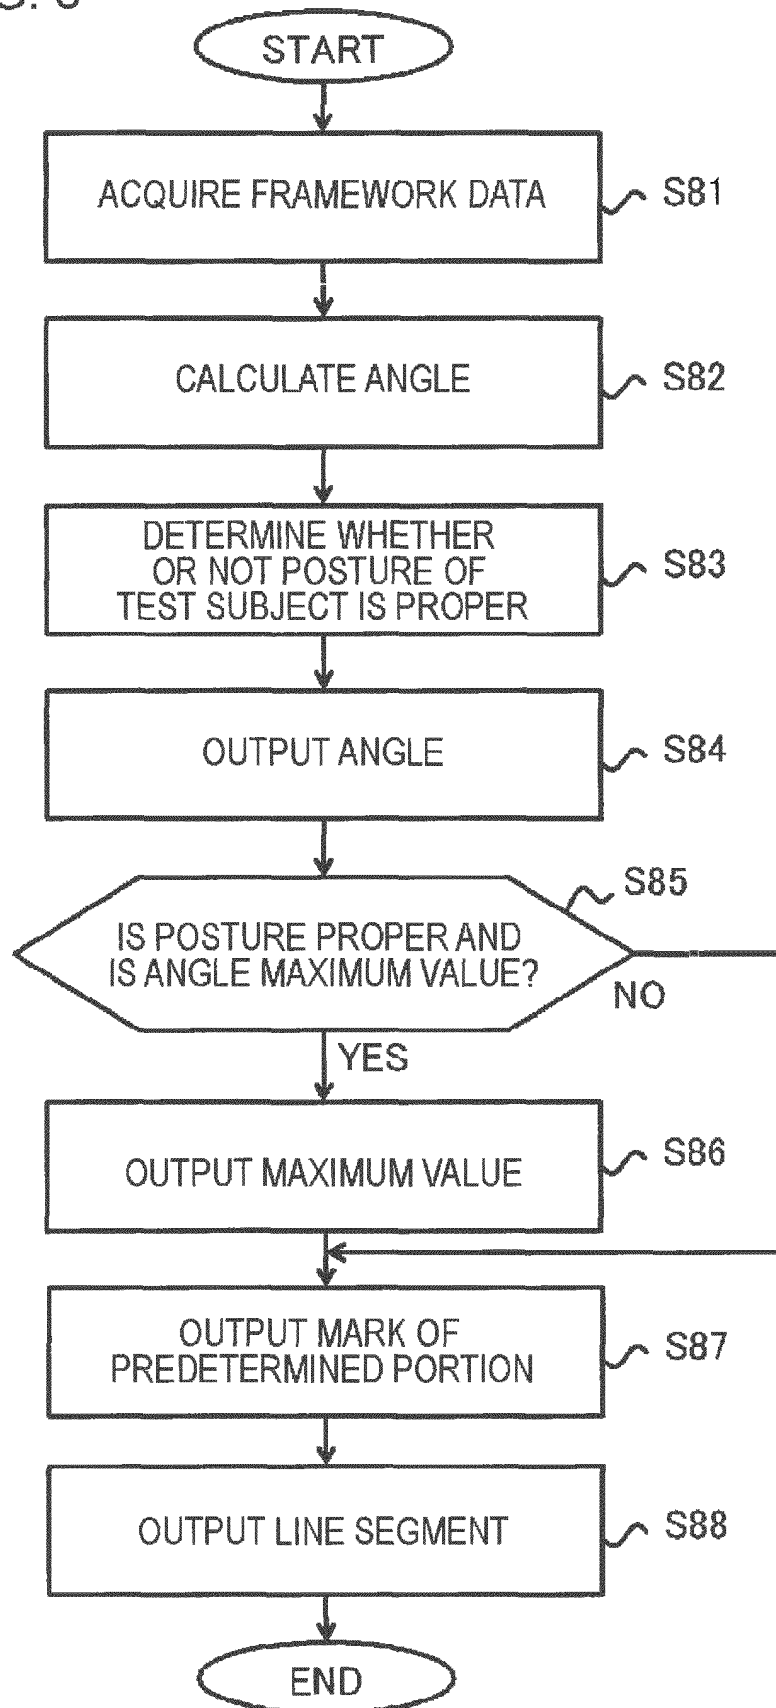 START
ACQUIRE FRAMEWORK DATA
S81
CALCULATE ANGLE
S82
DETERMINE WHETHER
OR NOT POSTURE OF
TEST SUBJECT IS PROPER
S83
OUTPUT ANGLE
S84
S85
IS POSTURE PROPER AND
IS ANGLE MAXIMUM VALUE?
NO
YES
OUTPUT MAXIMUM VALUE
S86
OUTPUT MARK OF
PREDETERMINED PORTION
S87
OUTPUT LINE SEGMENT
S88
END